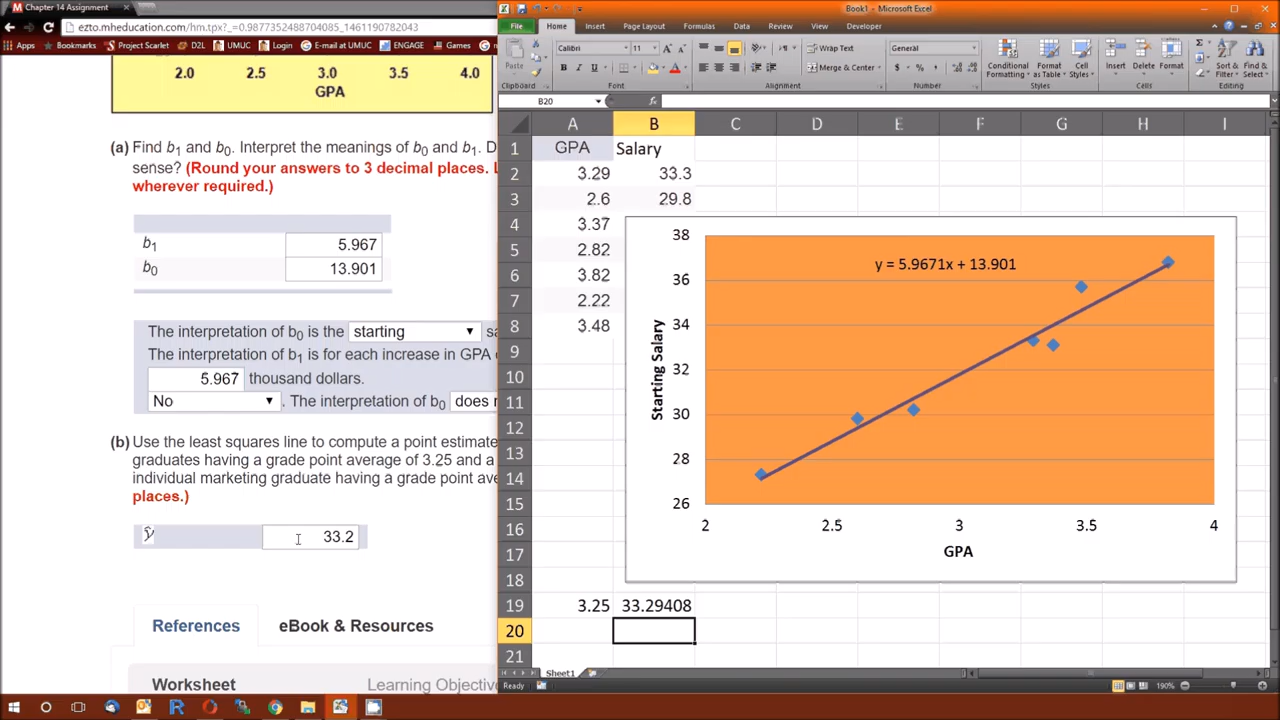 Chapter 14 Assignment
ezto.mheducation.com/hm.tpx?_=0.9877352488704085_1461190782043
Apps Bookmarks Project Scarlet D2L UMUC Login E-mail at UMUC ENGAGE Games
2.0 2.5 3.0 3.5 4.0
GPA
(a) Find b1 and b0. Interpret the meanings of b0 and b1. D
sense? (Round your answers to 3 decimal places.
wherever required.)
b1 5.967
b0 13.901
The interpretation of b0 is the starting sa
The interpretation of b1 is for each increase in GPA
5.967 thousand dollars.
No . The interpretation of b0 does
(b) Use the least squares line to compute a point estimate
graduates having a grade point average of 3.25 and a
individual marketing graduate having a grade point ave
places.)
ŷ 33.2
References eBook & Resources
Worksheet Learning Objective
Book1 - Microsoft Excel
File Home Insert Page Layout Formulas Data Review View Developer
Paste
Calibri 11
B I U
Wrap Text
Merge & Center
General
$ % ,
Conditional Formatting
Format as Table
Cell Styles
Insert Delete Format
Sort & Filter
Find & Select
Clipboard Font Alignment Number Styles Cells Editing
B20 fx
A B C D E F G H I
1 GPA Salary
2 3.29 33.3
3 2.6 29.8
4 3.37
5 2.82
6 3.82
7 2.22
8 3.48
9
10
11
12
13
14
15
16
17
18
19 3.25 33.29408
20
21
38
36
34
32
30
28
26
y = 5.9671x + 13.901
Starting Salary
2 2.5 3 3.5 4
GPA
Sheet1
Ready 190%